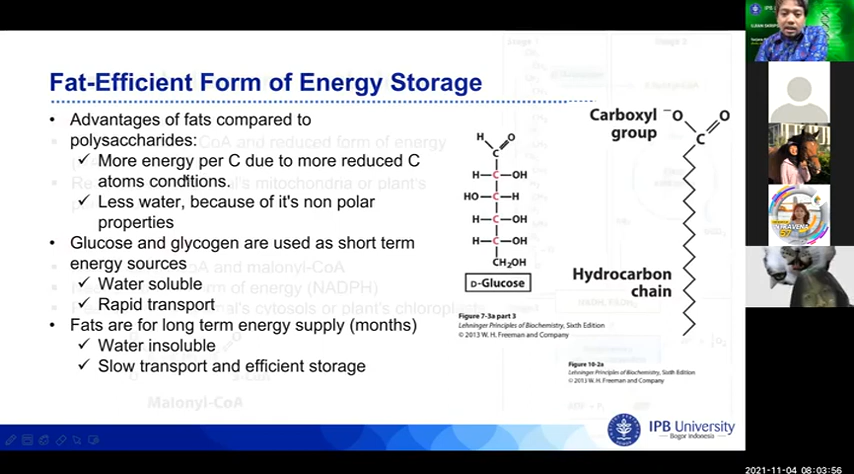 Fat-Efficient Form of Energy Storage
• Advantages of fats compared to
polysaccharides:
✓ More energy per C due to more reduced C
atoms conditions.
✓ Less water, because of it's non polar
properties
• Glucose and glycogen are used as short term
energy sources
✓ Water soluble
✓ Rapid transport
• Fats are for long term energy supply (months)
✓ Water insoluble
✓ Slow transport and efficient storage
Malonyl-CoA
H O
C
H—C—OH
HO—C—H
H—C—OH
H—C—OH
CH₂OH
D-Glucose
Figure 7-3a part 3
Lehninger Principles of Biochemistry, Sixth Edition
© 2013 W. H. Freeman and Company
Carboxyl
group
⁻O O
C
Hydrocarbon
chain
Figure 10-2a
Lehninger Principles of Biochemistry, Sixth Edition
© 2013 W. H. Freeman and Company
IPB University
Bogor Indonesia
2021-11-04 08:03:56